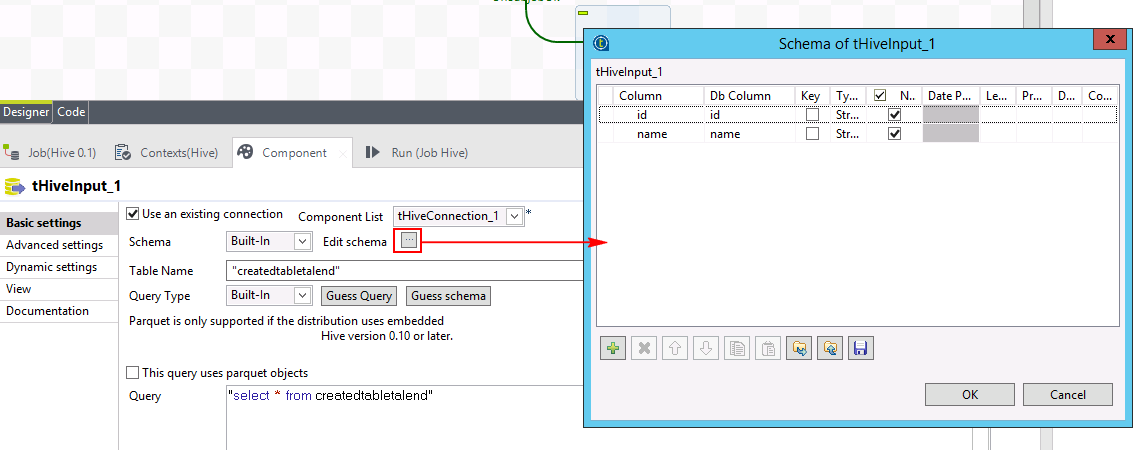 Schema of tHiveInput_1
tHiveInput_1
Column Db Column Key Ty... N.. Date P... Le... Pr... D... Co...
id id Str...
name name Str...
OK Cancel
Designer Code
Job(Hive 0.1) Contexts(Hive) Component Run (Job Hive)
tHiveInput_1
Basic settings
Advanced settings
Dynamic settings
View
Documentation
Use an existing connection Component List tHiveConnection_1 *
Schema Built-In Edit schema ...
Table Name "createdtabletalend"
Query Type Built-In Guess Query Guess schema
Parquet is only supported if the distribution uses embedded
Hive version 0.10 or later.
This query uses parquet objects
Query "select * from createdtabletalend"